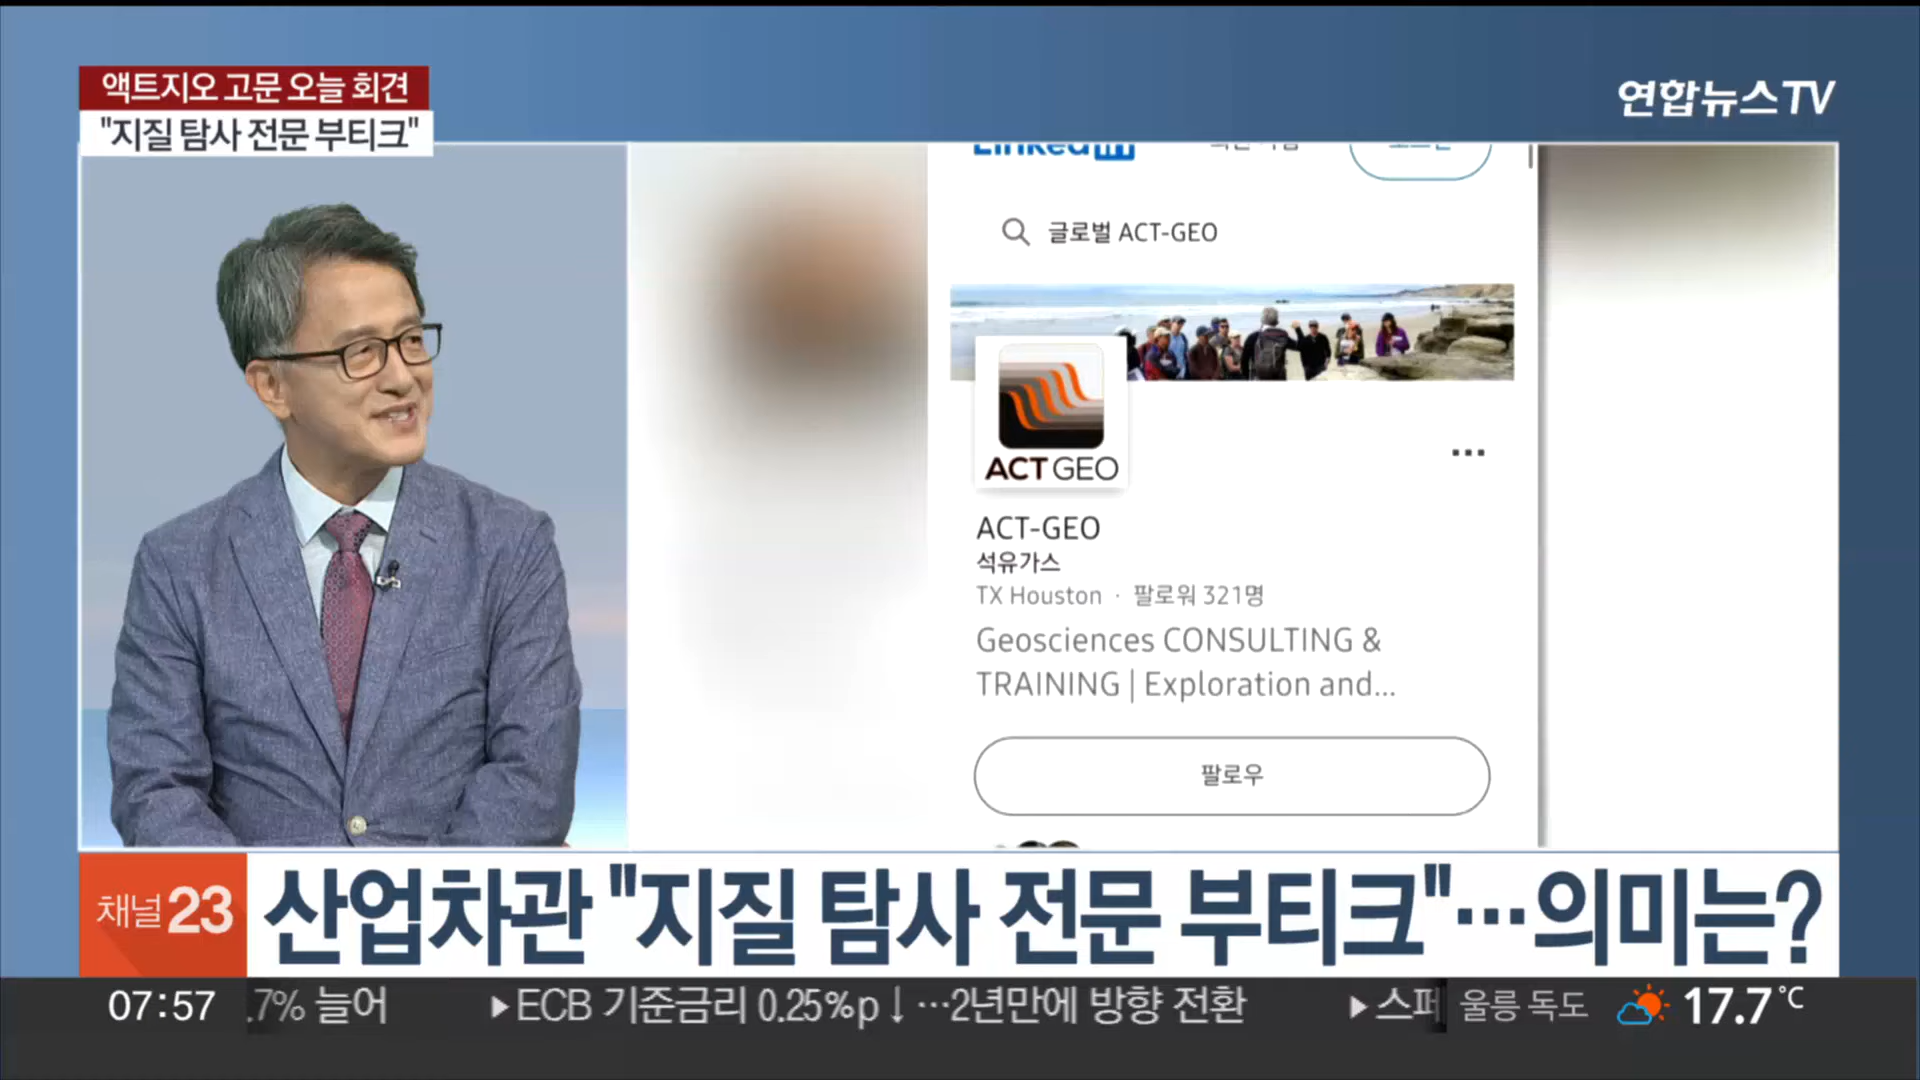 액트지오 고문 오늘 회견
"지질 탐사 전문 부티크"
연합뉴스TV
LinkedIn
글로벌 ACT-GEO
ACT GEO
ACT-GEO
석유가스
TX Houston · 팔로워 321명
Geosciences CONSULTING &
TRAINING | Exploration and...
팔로우
채널23
산업차관 "지질 탐사 전문 부티크"…의미는?
07:57 .7% 늘어 ▶ECB 기준금리 0.25%p↓…2년만에 방향 전환 ▶스페 울릉 독도 17.7℃